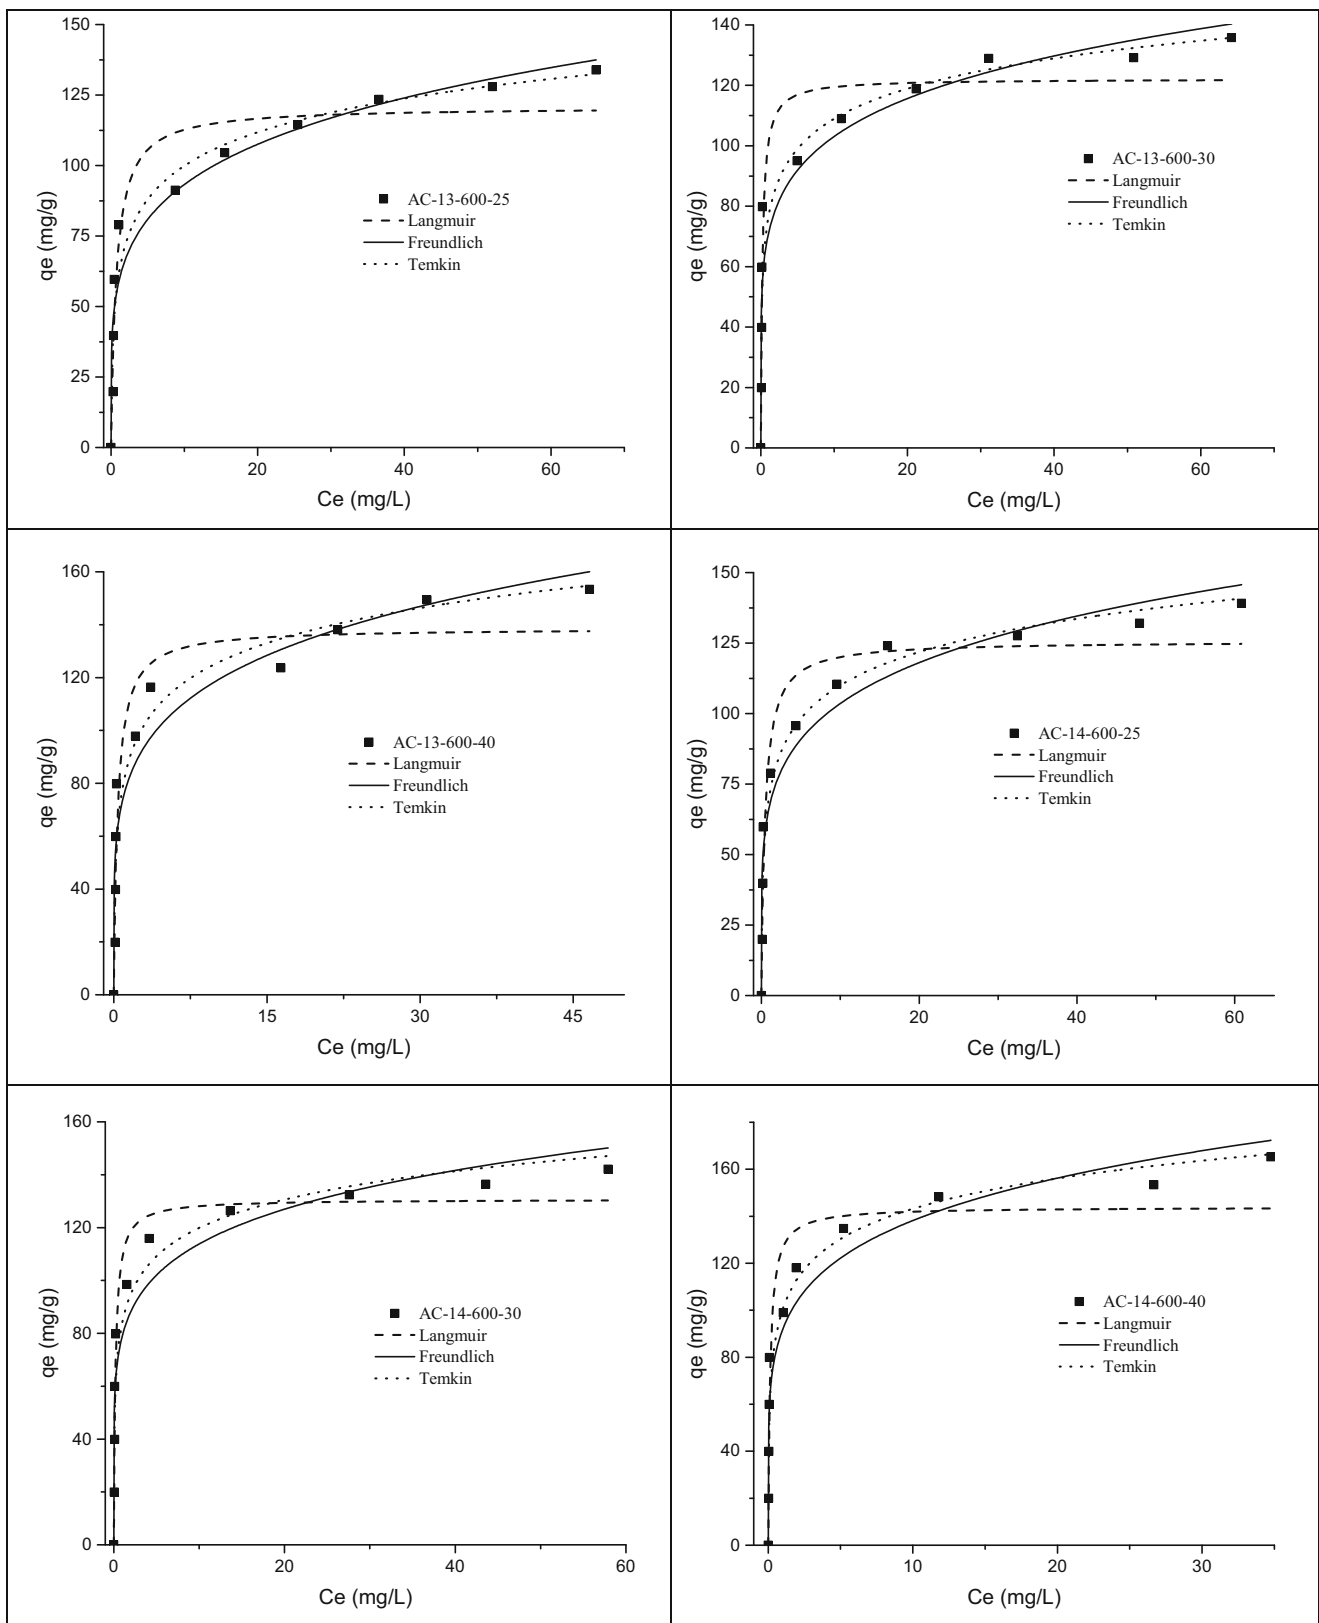 150
125
100
75
50
25
0
qe (mg/g)
AC-13-600-25
Langmuir
Freundlich
Temkin
0 20 40 60
Ce (mg/L)
140
120
100
80
60
40
20
0
qe (mg/g)
AC-13-600-30
Langmuir
Freundlich
Temkin
0 20 40 60
Ce (mg/L)
160
120
80
40
0
qe (mg/g)
AC-13-600-40
Langmuir
Freundlich
Temkin
0 15 30 45
Ce (mg/L)
150
125
100
75
50
25
0
qe (mg/g)
AC-14-600-25
Langmuir
Freundlich
Temkin
0 20 40 60
Ce (mg/L)
160
120
80
40
0
qe (mg/g)
AC-14-600-30
Langmuir
Freundlich
Temkin
0 20 40 60
Ce (mg/L)
160
120
80
40
0
qe (mg/g)
AC-14-600-40
Langmuir
Freundlich
Temkin
0 10 20 30
Ce (mg/L)